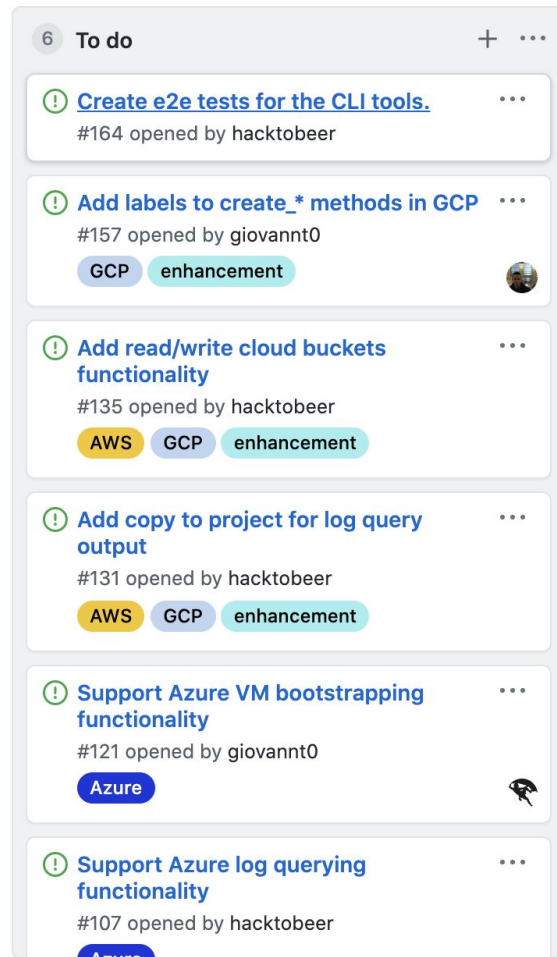 6 To do
Create e2e tests for the CLI tools.
#164 opened by hacktobeer
Add labels to create_* methods in GCP
#157 opened by giovannt0
GCP enhancement
Add read/write cloud buckets
functionality
#135 opened by hacktobeer
AWS GCP enhancement
Add copy to project for log query
output
#131 opened by hacktobeer
AWS GCP enhancement
Support Azure VM bootstrapping
functionality
#121 opened by giovannt0
Azure
Support Azure log querying
functionality
#107 opened by hacktobeer
Azure